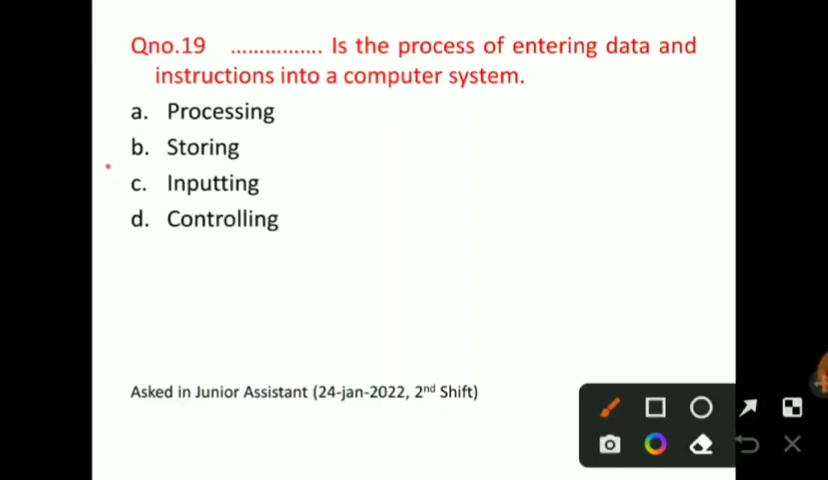 Qno.19 ................ Is the process of entering data and
instructions into a computer system.
a. Processing
b. Storing
c. Inputting
d. Controlling
Asked in Junior Assistant (24-jan-2022, 2nd Shift)